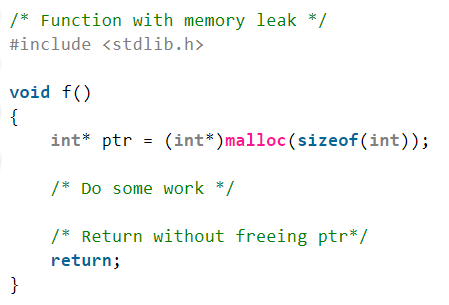 /* Function with memory leak */
#include <stdlib.h>
void f()
{
int* ptr = (int*)malloc(sizeof(int));
/* Do some work */
/* Return without freeing ptr*/
return;
}